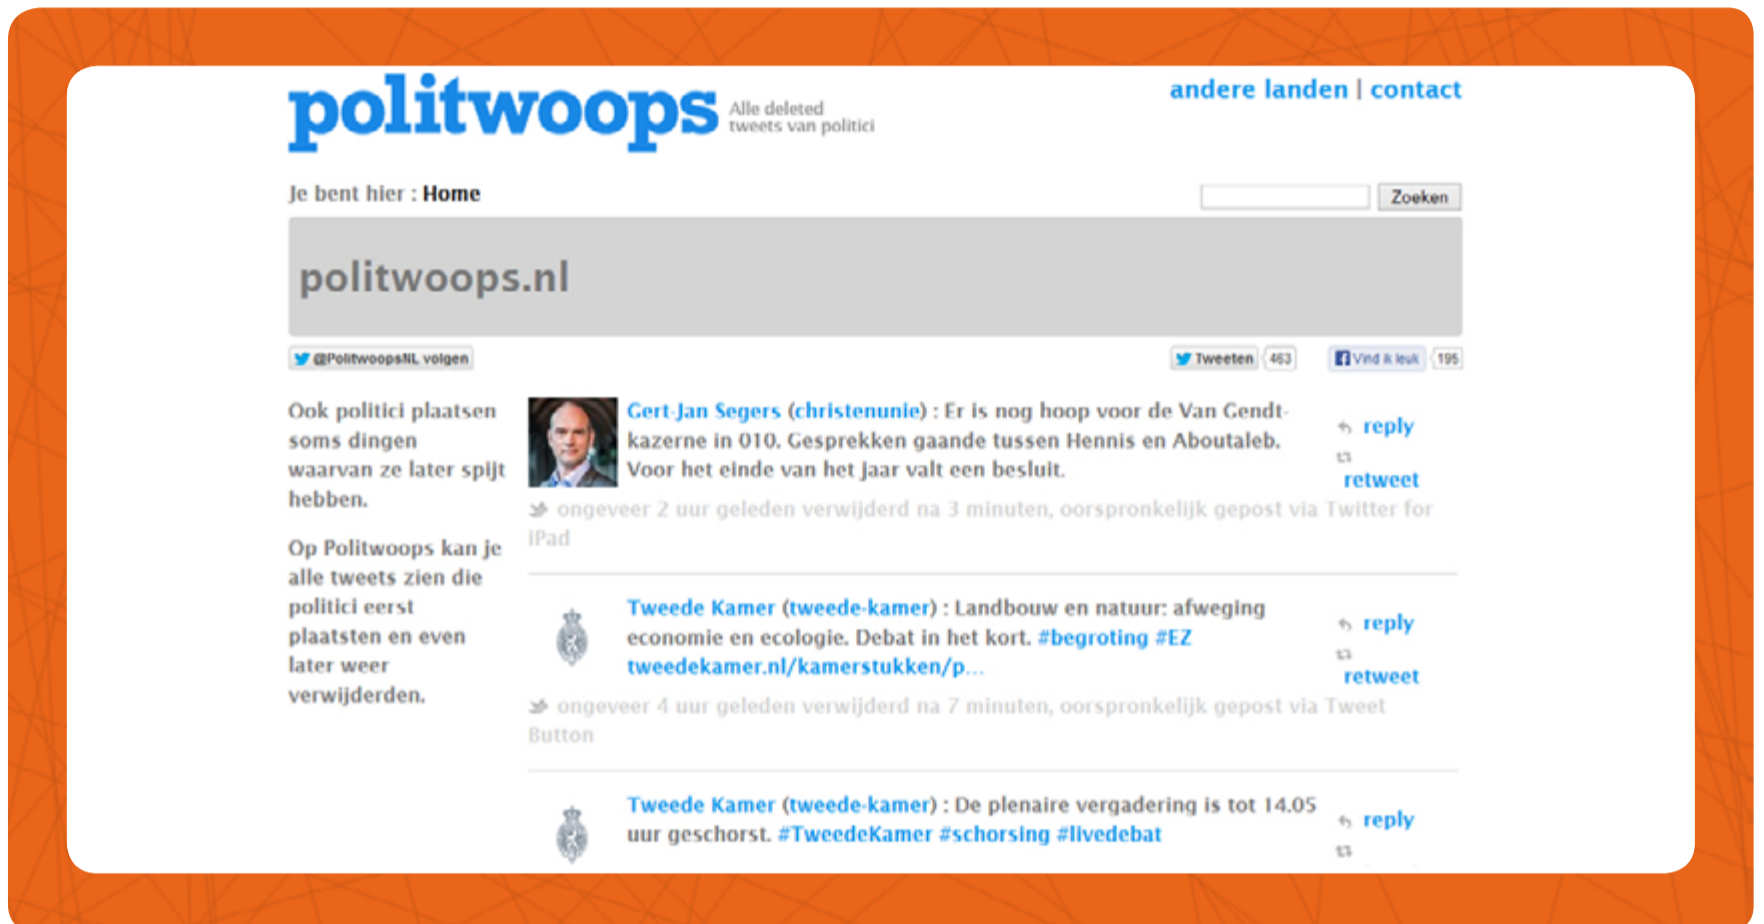 politwoops
Alle deleted
tweets van politici
andere landen | contact
Je bent hier : Home
Zoeken
politwoops.nl
@PolitwoopsNL volgen
Tweeten 463
Vind ik leuk 195
Ook politici plaatsen
soms dingen
waarvan ze later spijt
hebben.
Op Politwoops kan je
alle tweets zien die
politici eerst
plaatsten en even
later weer
verwijderden.
Gert-Jan Segers (christenunie) : Er is nog hoop voor de Van Gendt-
kazerne in 010. Gesprekken gaande tussen Hennis en Aboutaleb.
Voor het einde van het jaar valt een besluit.
reply
retweet
ongeveer 2 uur geleden verwijderd na 3 minuten, oorspronkelijk gepost via Twitter for
iPad
Tweede Kamer (tweede-kamer) : Landbouw en natuur: afweging
economie en ecologie. Debat in het kort. #begroting #EZ
tweedekamer.nl/kamerstukken/p...
reply
retweet
ongeveer 4 uur geleden verwijderd na 7 minuten, oorspronkelijk gepost via Tweet
Button
Tweede Kamer (tweede-kamer) : De plenaire vergadering is tot 14.05
uur geschorst. #TweedeKamer #schorsing #livedebat
reply